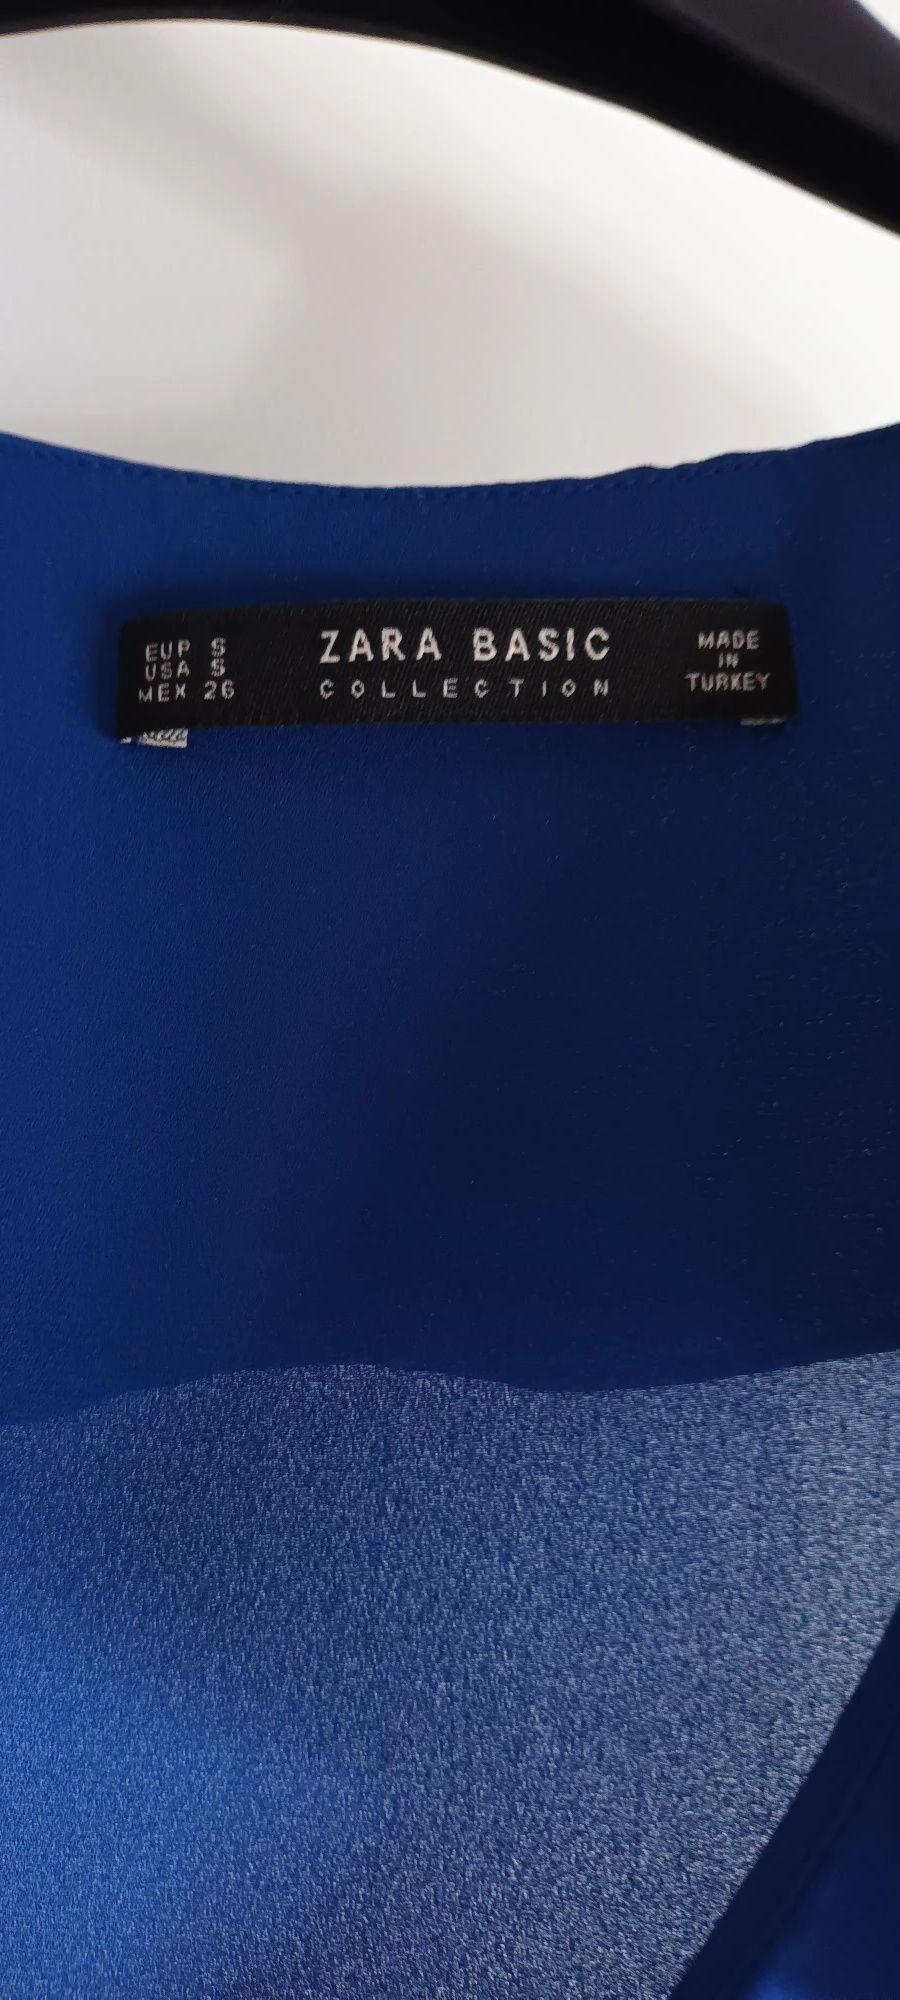 EUR S
USA S
MEX 26
ZARA BASIC
COLLECTION
MADE
IN
TURKEY